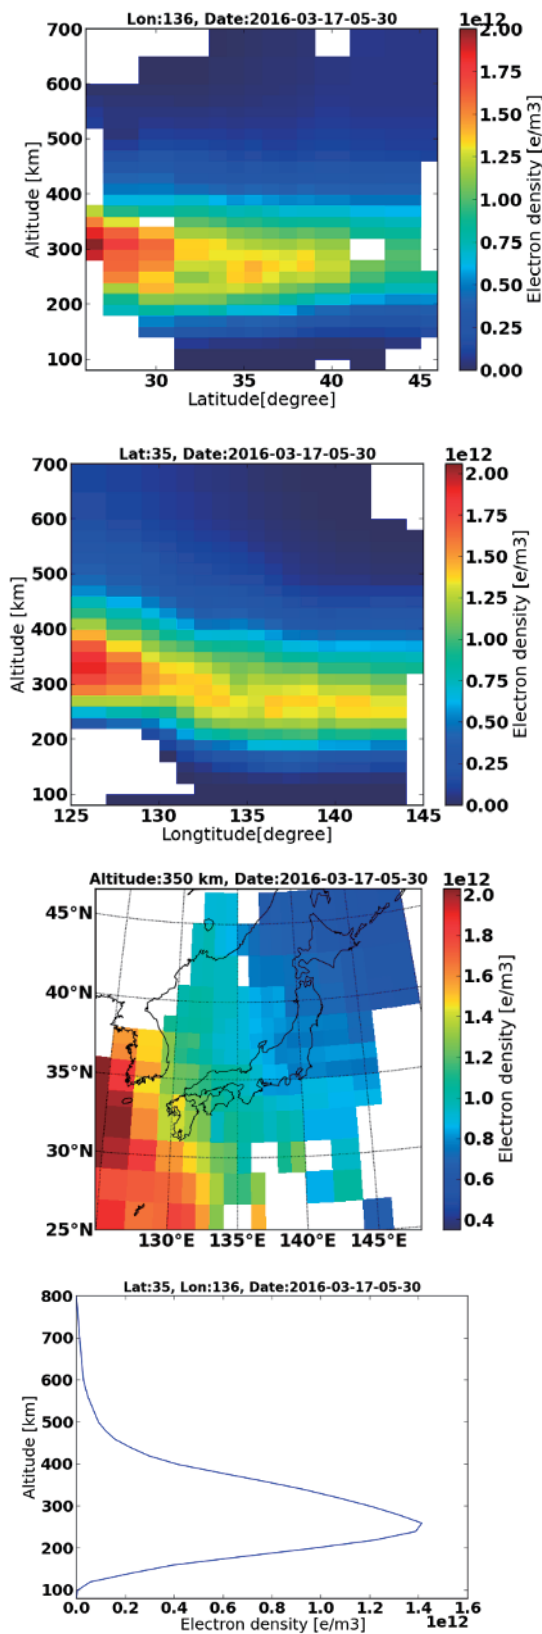 Lon:136, Date:2016-03-17-05-30
1e12
700
600
500
400
300
200
100
Altitude [km]
30
35
40
45
Latitude[degree]
2.00
1.75
1.50
1.25
1.00
0.75
0.50
0.25
0.00
Electron density [e/m3]
Lat:35, Date:2016-03-17-05-30
1e12
700
600
500
400
300
200
100
Altitude [km]
125
130
135
140
145
Longtitude[degree]
2.00
1.75
1.50
1.25
1.00
0.75
0.50
0.25
0.00
Electron density [e/m3]
Altitude:350 km, Date:2016-03-17-05-30
1e12
45°N
40°N
35°N
30°N
25°N
130°E
135°E
140°E
145°E
2.0
1.8
1.6
1.4
1.2
1.0
0.8
0.6
0.4
Electron density [e/m3]
Lat:35, Lon:136, Date:2016-03-17-05-30
800
700
600
500
400
300
200
100
Altitude [km]
0.0
0.2
0.4
0.6
0.8
1.0
1.2
1.4
1.6
Electron density [e/m3]
1e12